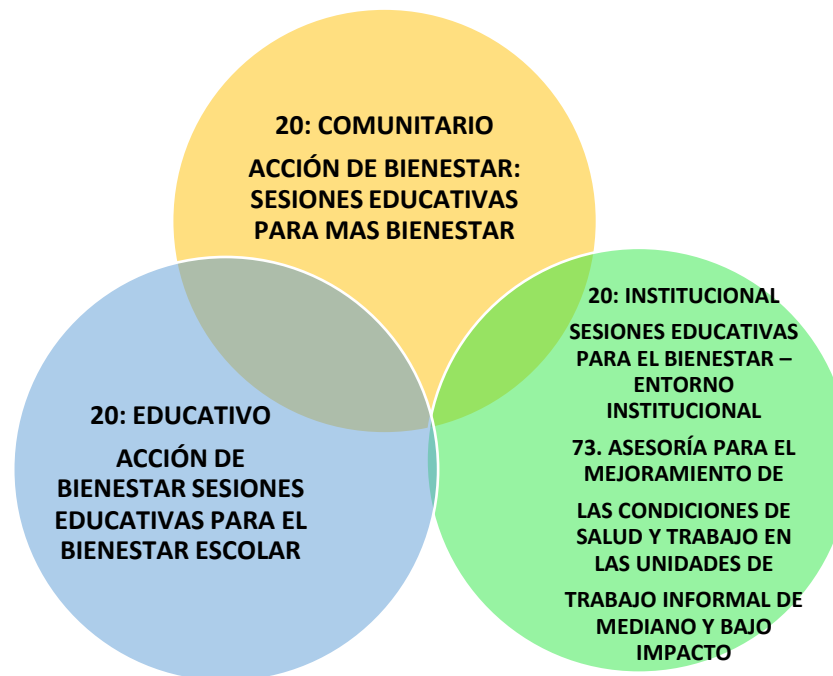 20: COMUNITARIO
ACCIÓN DE BIENESTAR:
SESIONES EDUCATIVAS
PARA MAS BIENESTAR
20: EDUCATIVO
ACCIÓN DE
BIENESTAR SESIONES
EDUCATIVAS PARA EL
BIENESTAR ESCOLAR
20: INSTITUCIONAL
SESIONES EDUCATIVAS
PARA EL BIENESTAR –
ENTORNO
INSTITUCIONAL
73. ASESORÍA PARA EL
MEJORAMIENTO DE
LAS CONDICIONES DE
SALUD Y TRABAJO EN
LAS UNIDADES DE
TRABAJO INFORMAL DE
MEDIANO Y BAJO
IMPACTO